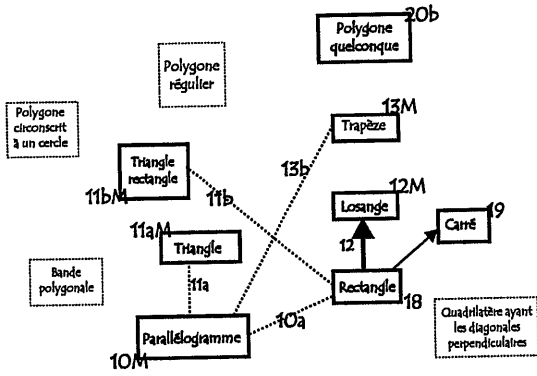 20b
Polygone
quelconque
Polygone
régulier
Polygone
circonscrit
à un cercle
13M
Trapèze
Triangle
rectangle
11bM
11b
13b
12M
Losange
19
Carré
11aM
Triangle
12
11a
Bande
polygonale
Rectangle
18
Parallélogramme
10M
10a
Quadrilatère ayant
les diagonales
perpendiculaires